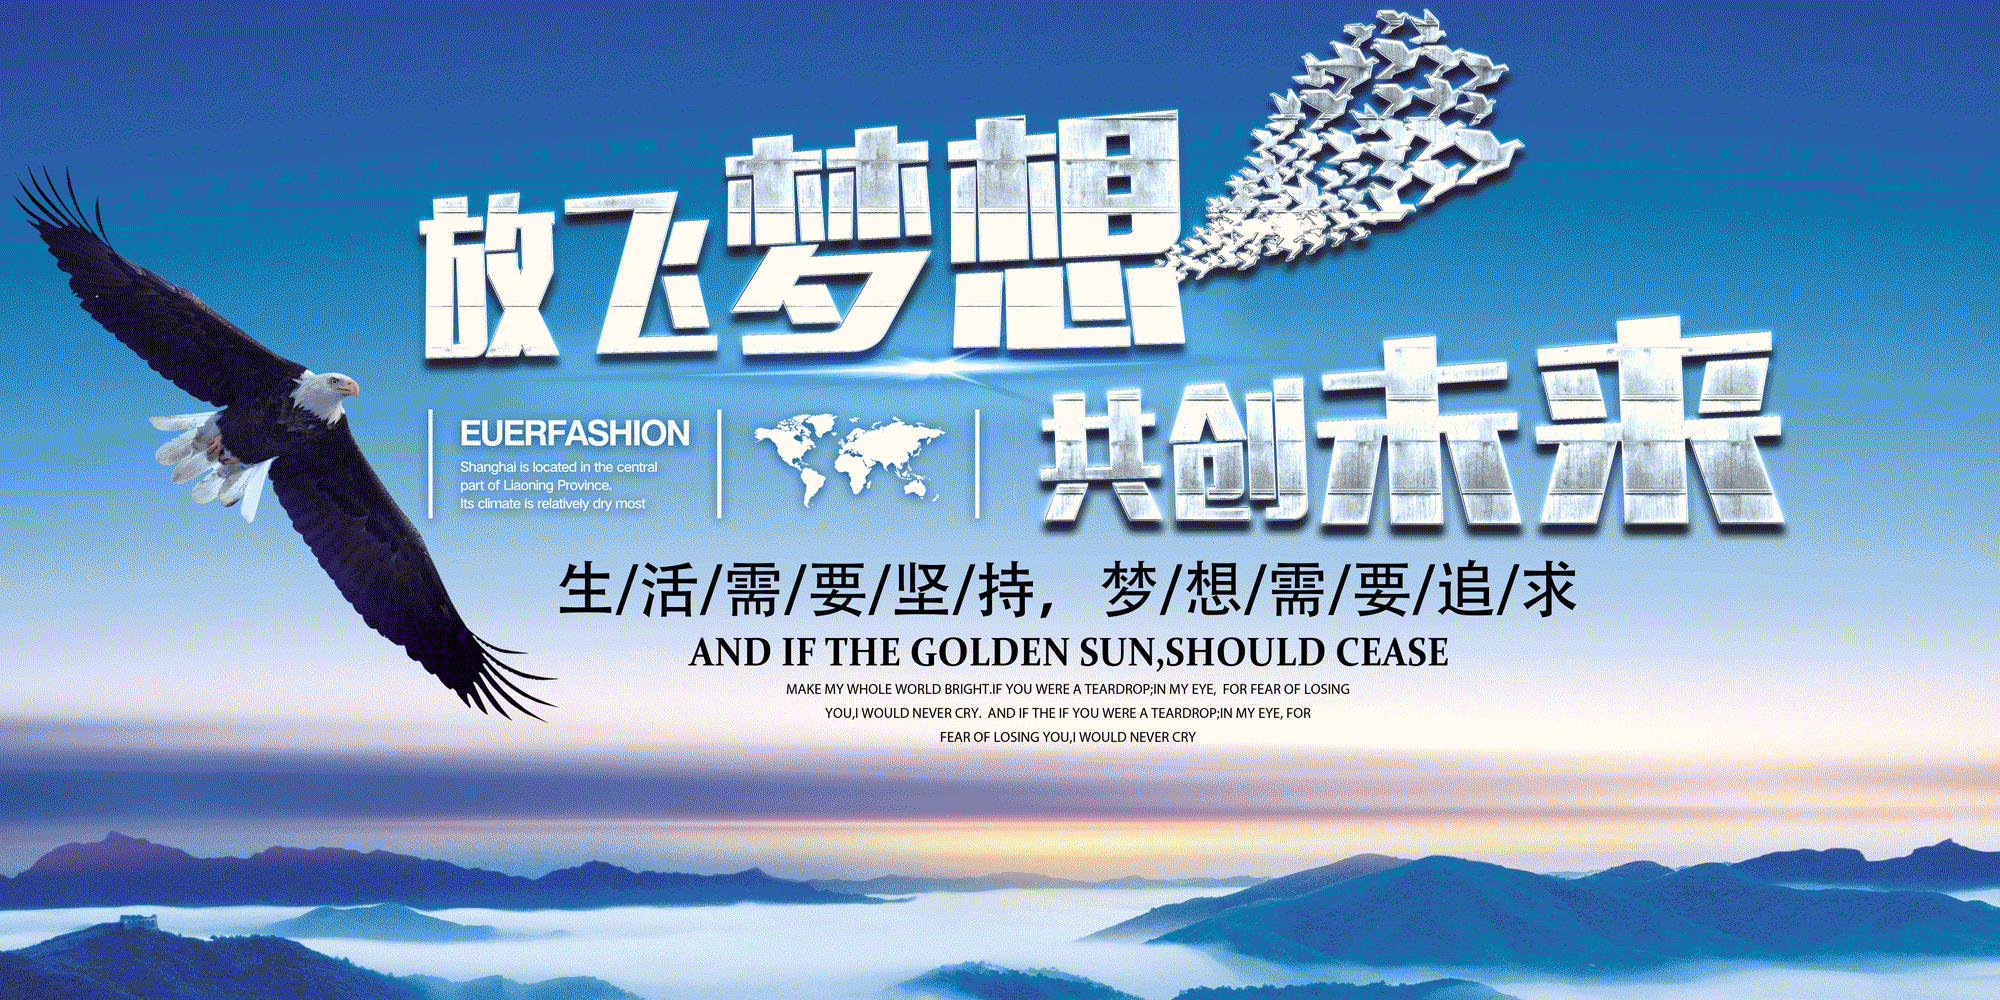 放飞梦想
共创未来
EUERFASHION
Shanghai is located in the central
part of Liaoning Province.
Its climate is relatively dry most
生/活/需/要/坚/持，梦/想/需/要/追/求
AND IF THE GOLDEN SUN,SHOULD CEASE
MAKE MY WHOLE WORLD BRIGHT.IF YOU WERE A TEARDROP;IN MY EYE, FOR FEAR OF LOSING
YOU,I WOULD NEVER CRY. AND IF THE IF YOU WERE A TEARDROP;IN MY EYE, FOR
FEAR OF LOSING YOU,I WOULD NEVER CRY